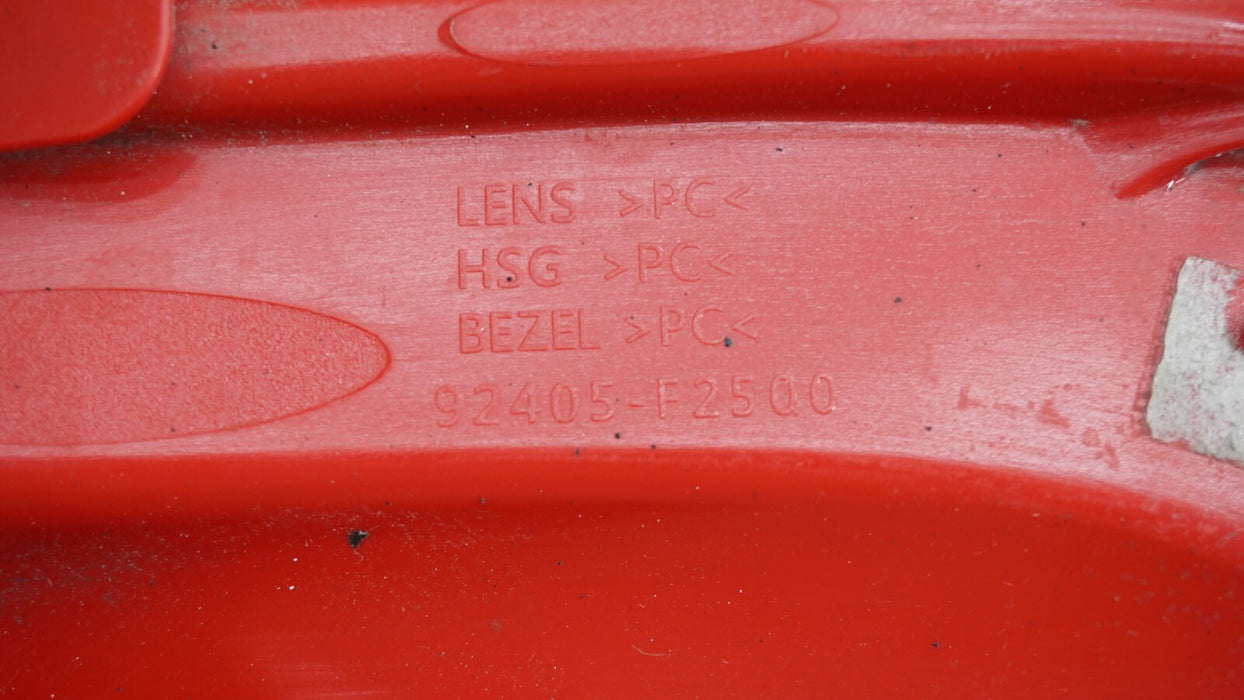 LENS >PC<
HSG >PC<
BEZEL >PC<
92405-F2500